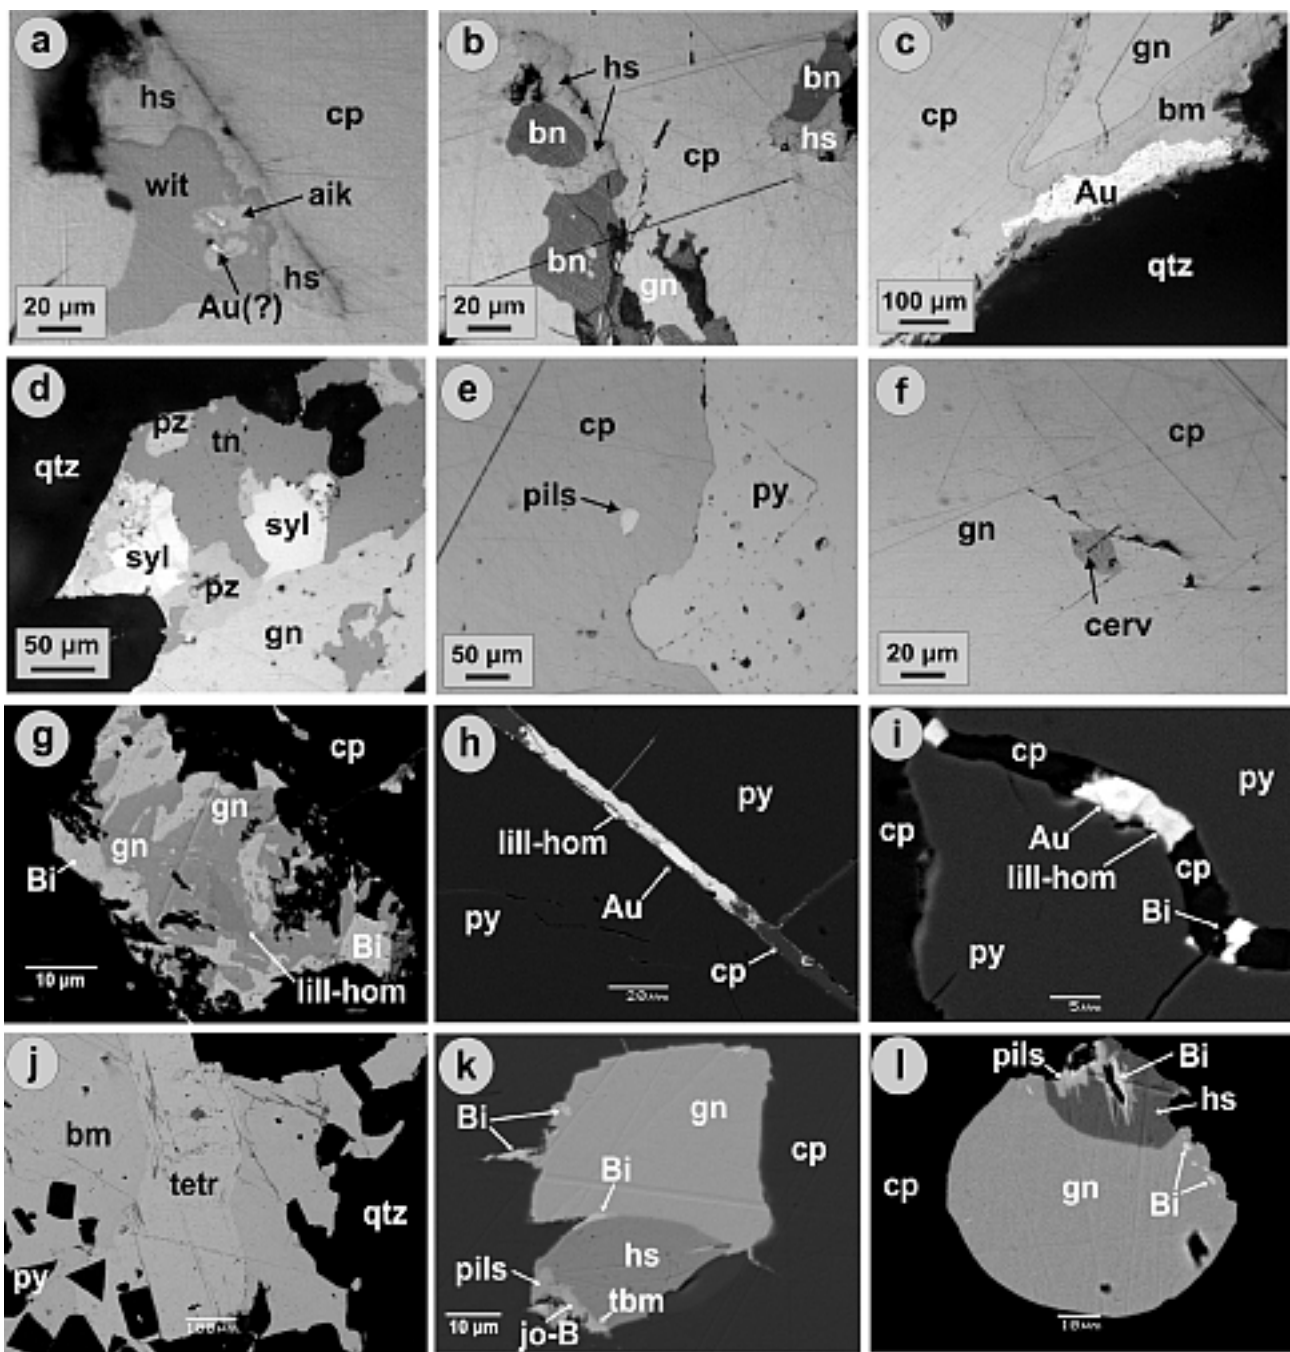 a
hs
cp
wit
aik
hs
Au(?)
20 µm
b
hs
bn
bn
hs
cp
bn
gn
20 µm
c
gn
cp
bm
Au
qtz
100 µm
d
pz
tn
qtz
syl
syl
pz
gn
50 µm
e
cp
pils
py
50 µm
f
cp
gn
cerv
20 µm
g
cp
gn
gn
Bi
Bi
10 µm
lill-hom
h
py
lill-hom
Au
py
cp
20µm
i
cp
py
Au
cp
lill-hom
cp
Bi
py
5µm
j
bm
tetr
qtz
py
100µm
k
Bi
gn
Bi
cp
hs
pils
tbm
10 µm
jo-B
l
pils
Bi
hs
gn
cp
Bi
10µm